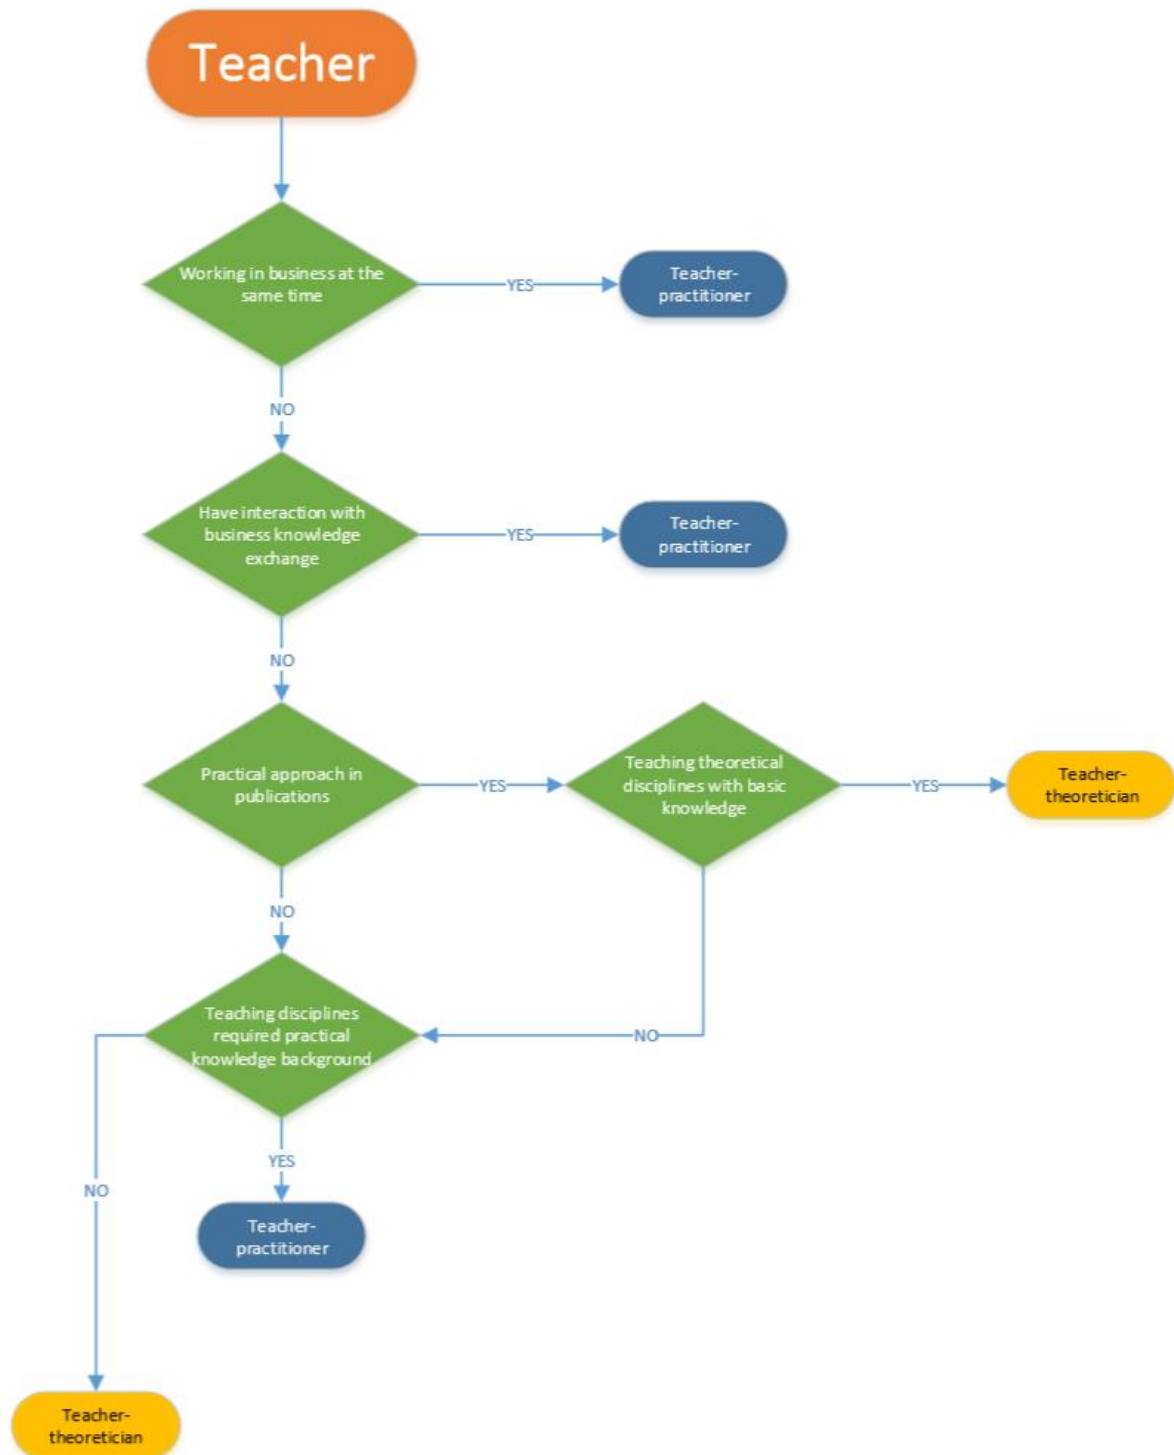 Teacher
Working in business at the
same time
YES
Teacher-
practitioner
NO
Have interaction with
business knowledge
exchange
YES
Teacher-
practitioner
NO
Practical approach in
publications
YES
Teaching theoretical
disciplines with basic
knowledge
YES
Teacher-
theoretician
NO
Teaching disciplines
required practical
knowledge background
NO
YES
NO
Teacher-
practitioner
Teacher-
theoretician